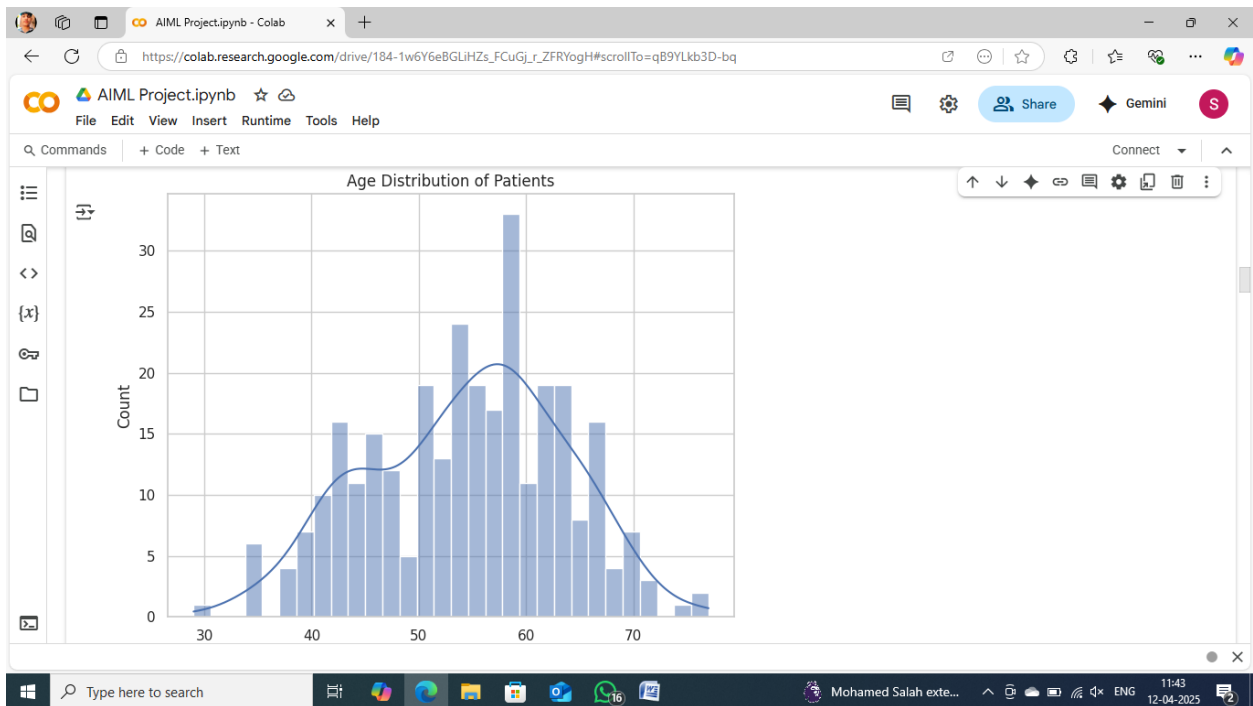 AIML Project.ipynb - Colab
https://colab.research.google.com/drive/184-1w6Y6eBGLiHZs_FCuGj_r_ZFRYogH#scrollTo=qB9YLkb3D-bq
CO AIML Project.ipynb
Share
Gemini
S
File Edit View Insert Runtime Tools Help
Commands + Code + Text
Connect
Age Distribution of Patients
30
25
20
15
10
5
0
Count
30 40 50 60 70
{x}
Type here to search
16
Mohamed Salah exte...
ENG
11:43
12-04-2025
2